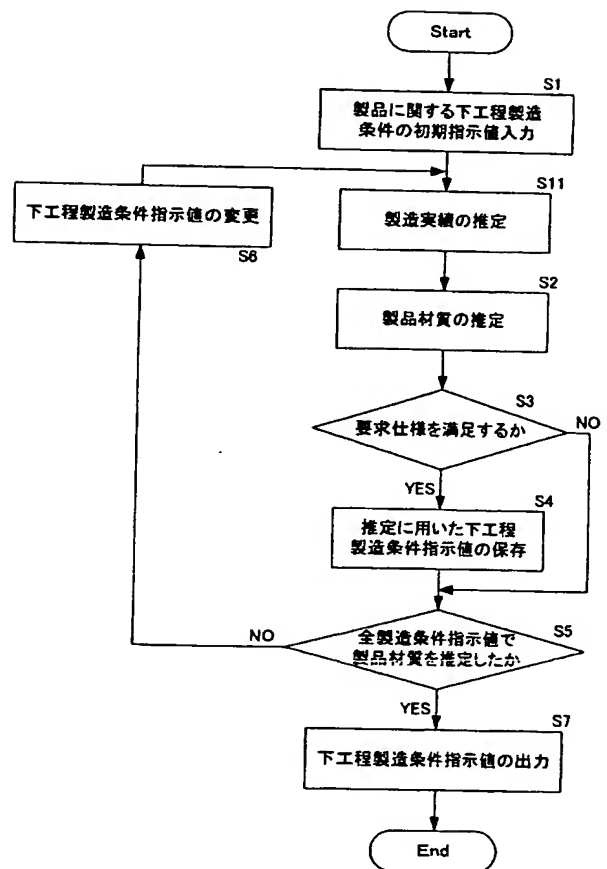 Start
S1
製品に関する下工程製造
条件の初期指示値入力
S11
製造実績の推定
下工程製造条件指示値の変更
S6
S2
製品材質の推定
S3
要求仕様を満足するか
NO
YES
S4
推定に用いた下工程
製造条件指示値の保存
NO
S5
全製造条件指示値で
製品材質を推定したか
YES
S7
下工程製造条件指示値の出力
End